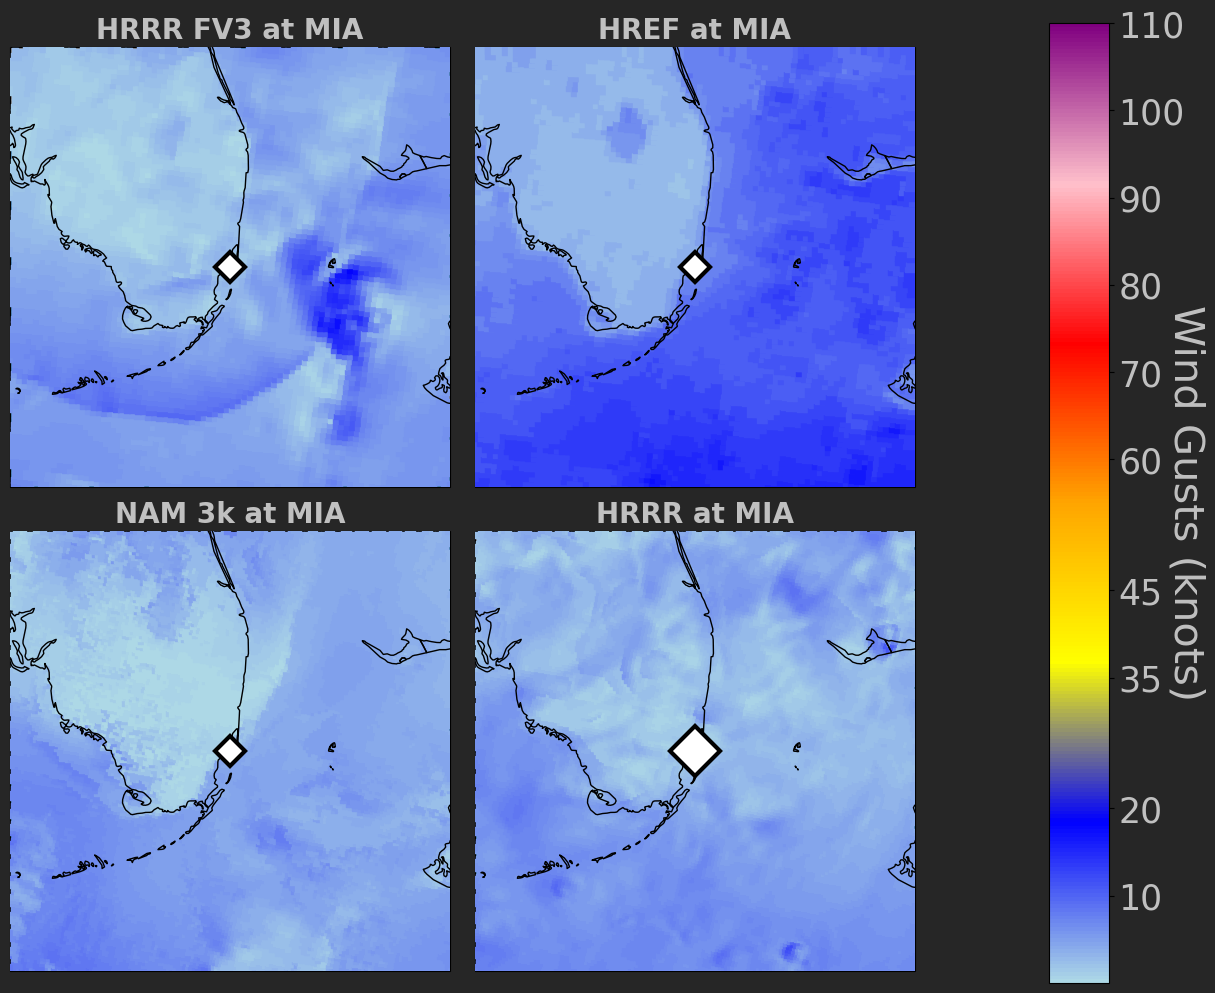 HRRR FV3 at MIA
HREF at MIA
NAM 3k at MIA
HRRR at MIA
110
100
90
80
70
60
45
35
20
10
Wind Gusts (knots)